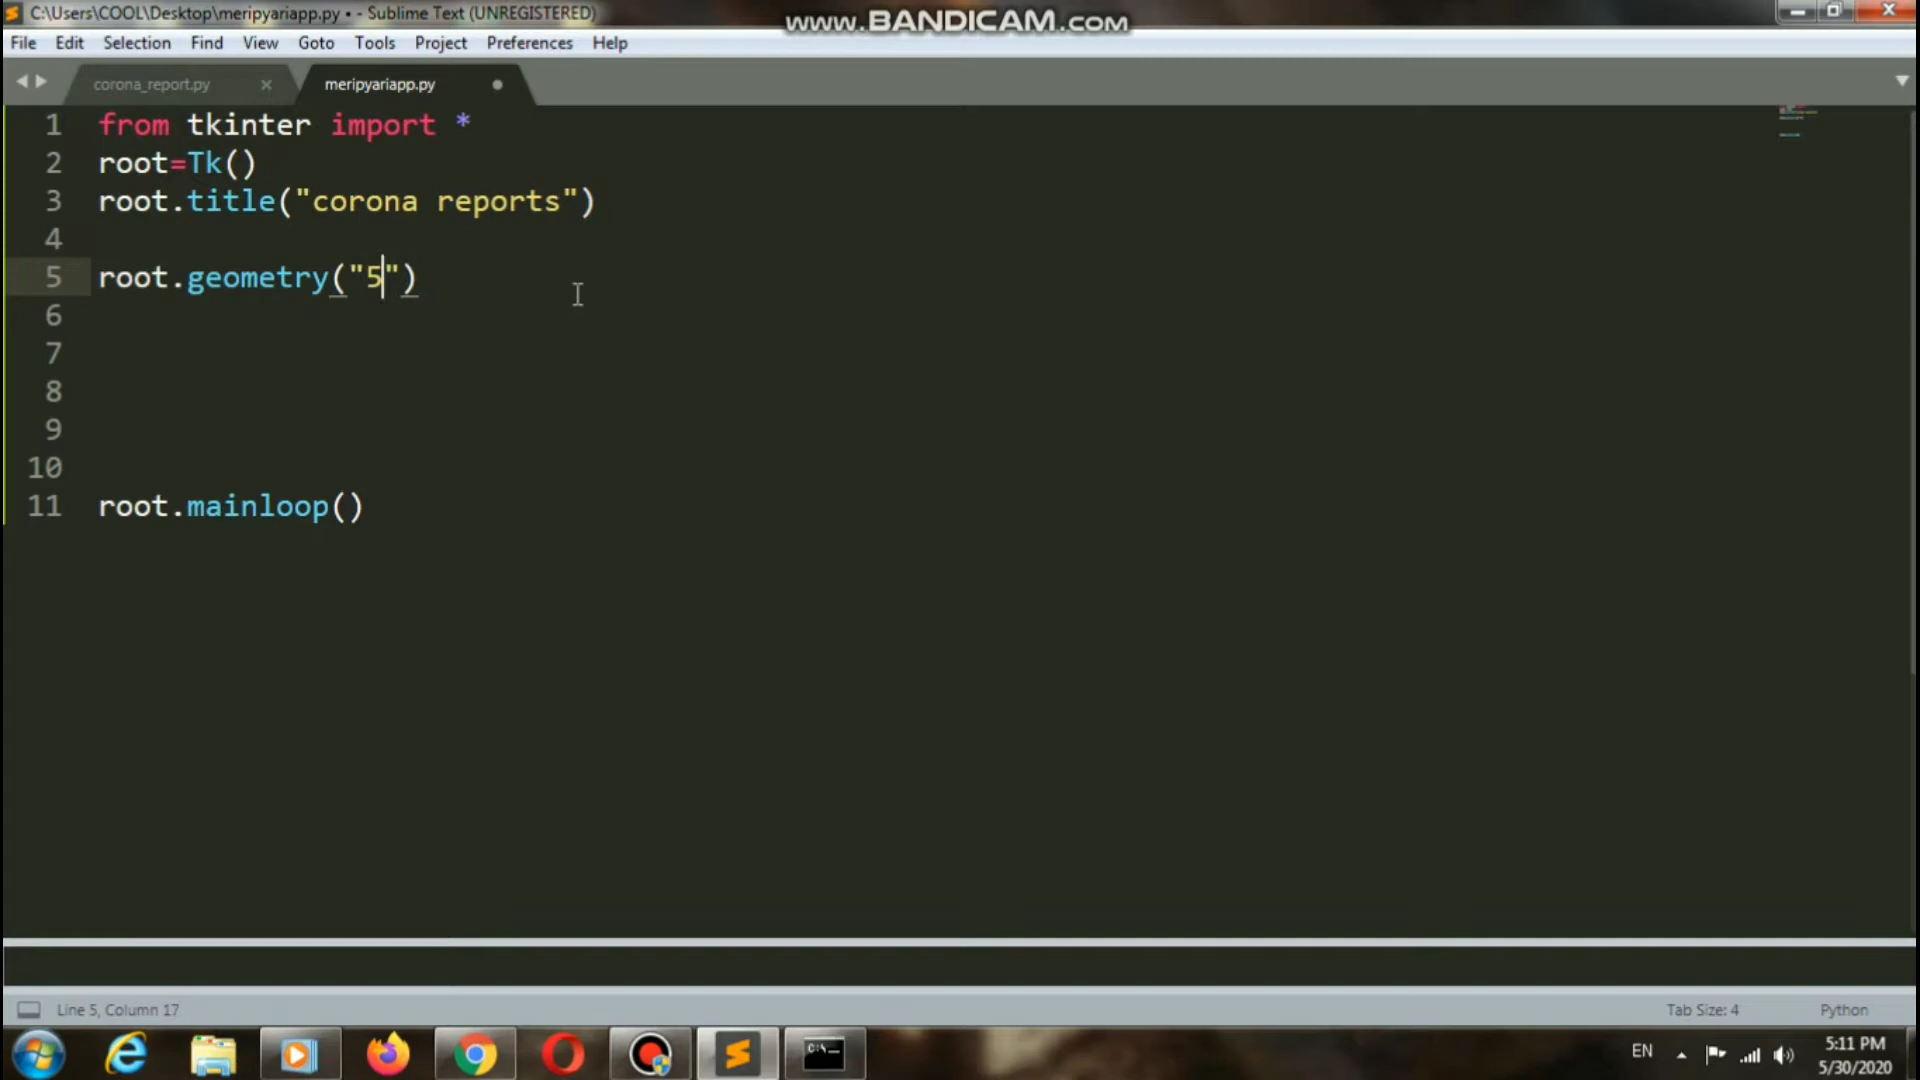 C:\Users\COOL\Desktop\meripyariapp.py • - Sublime Text (UNREGISTERED)
www.BANDICAM.com
File Edit Selection Find View Goto Tools Project Preferences Help
corona_report.py × meripyariapp.py
1 from tkinter import *
2 root=Tk()
3 root.title("corona reports")
4
5 root.geometry("5")
6
7
8
9
10
11 root.mainloop()
Line 5, Column 17 Tab Size: 4 Python
C:\_
EN 5:11 PM
5/30/2020